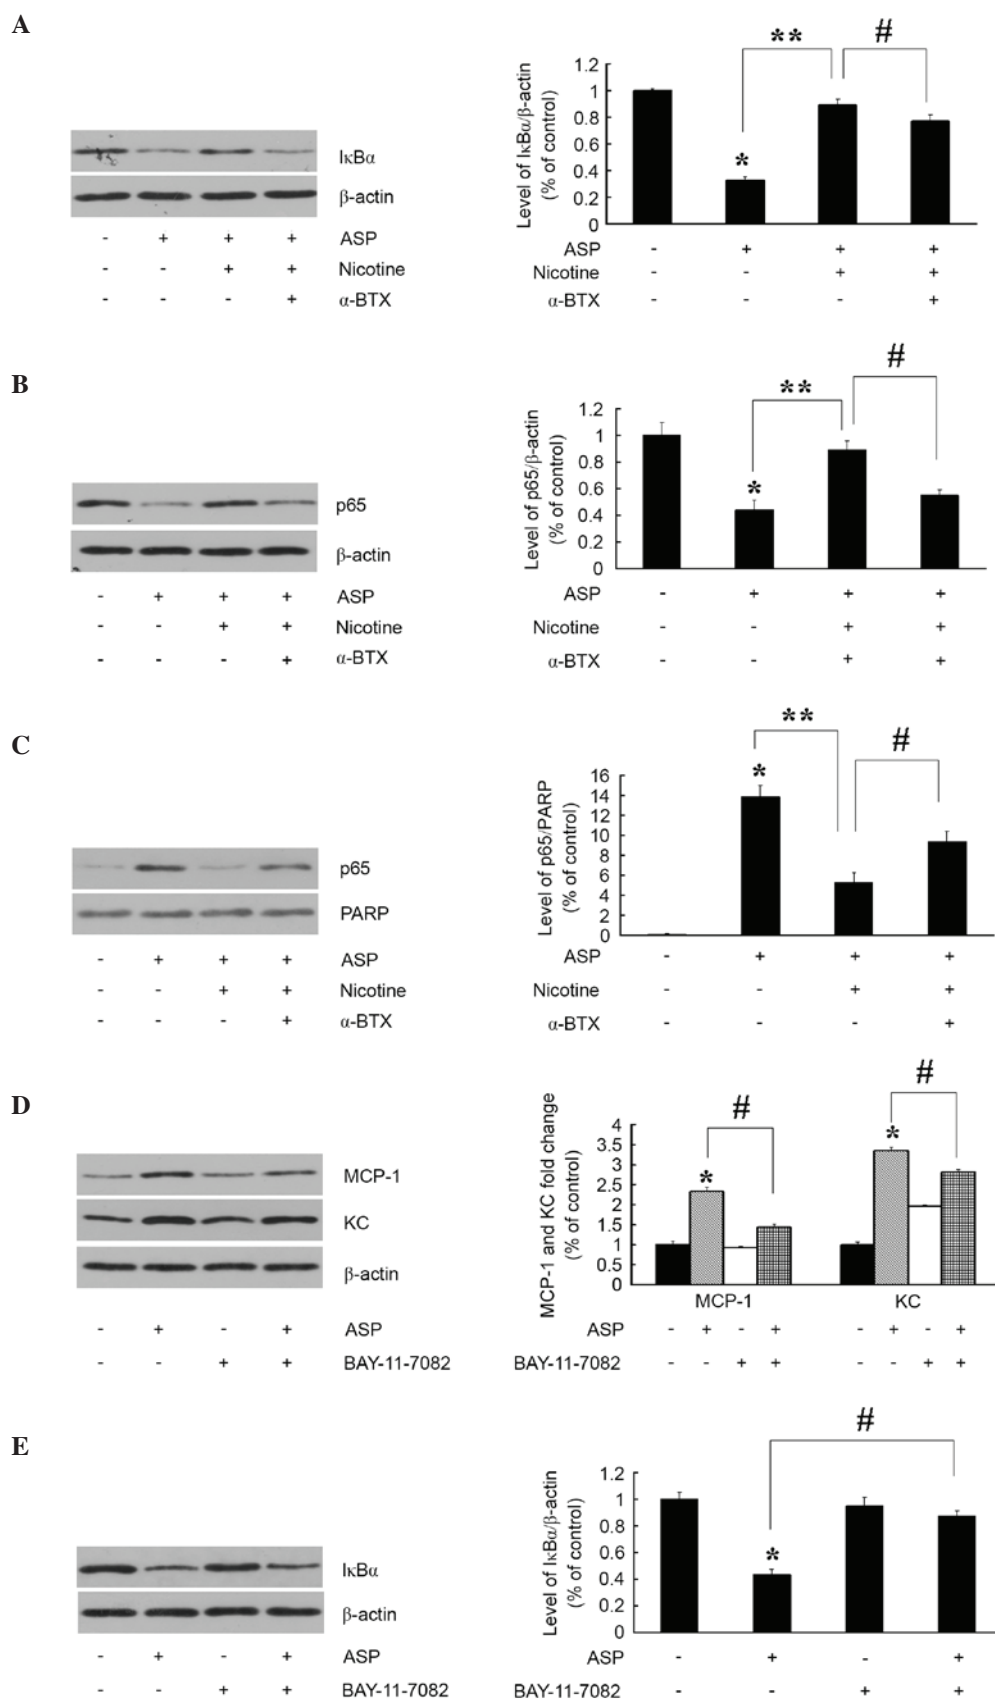 A
** #
1.2
1
0.8
0.6
0.4
0.2
0
Level of IκBα/β-actin
(% of control)
*
IκBα
β-actin
- + + + ASP
- - + + Nicotine
- - - + α-BTX
ASP - + + +
Nicotine - - + +
α-BTX - - - +
B
** #
1.2
1
0.8
0.6
0.4
0.2
0
Level of p65/β-actin
(% of control)
*
p65
β-actin
- + + + ASP
- - + + Nicotine
- - - + α-BTX
ASP - + + +
Nicotine - - + +
α-BTX - - + +
C
** #
16
14
12
10
8
6
4
2
0
Level of p65/PARP
(% of control)
*
p65
PARP
- + + + ASP
- - + + Nicotine
- - - + α-BTX
ASP - + + +
Nicotine - - + +
α-BTX - - - +
D
# #
4
3.5
3
2.5
2
1.5
1
0.5
0
MCP-1 and KC fold change
(% of control)
* *
MCP-1
KC
β-actin
- + - + ASP
- - + + BAY-11-7082
MCP-1 KC
ASP - + - + - + - +
BAY-11-7082 - - + + - - + +
E
#
1.2
1
0.8
0.6
0.4
0.2
0
Level of IκBα/β-actin
(% of control)
*
IκBα
β-actin
- + - + ASP
- - + + BAY-11-7082
ASP - + - +
BAY-11-7082 - - + +